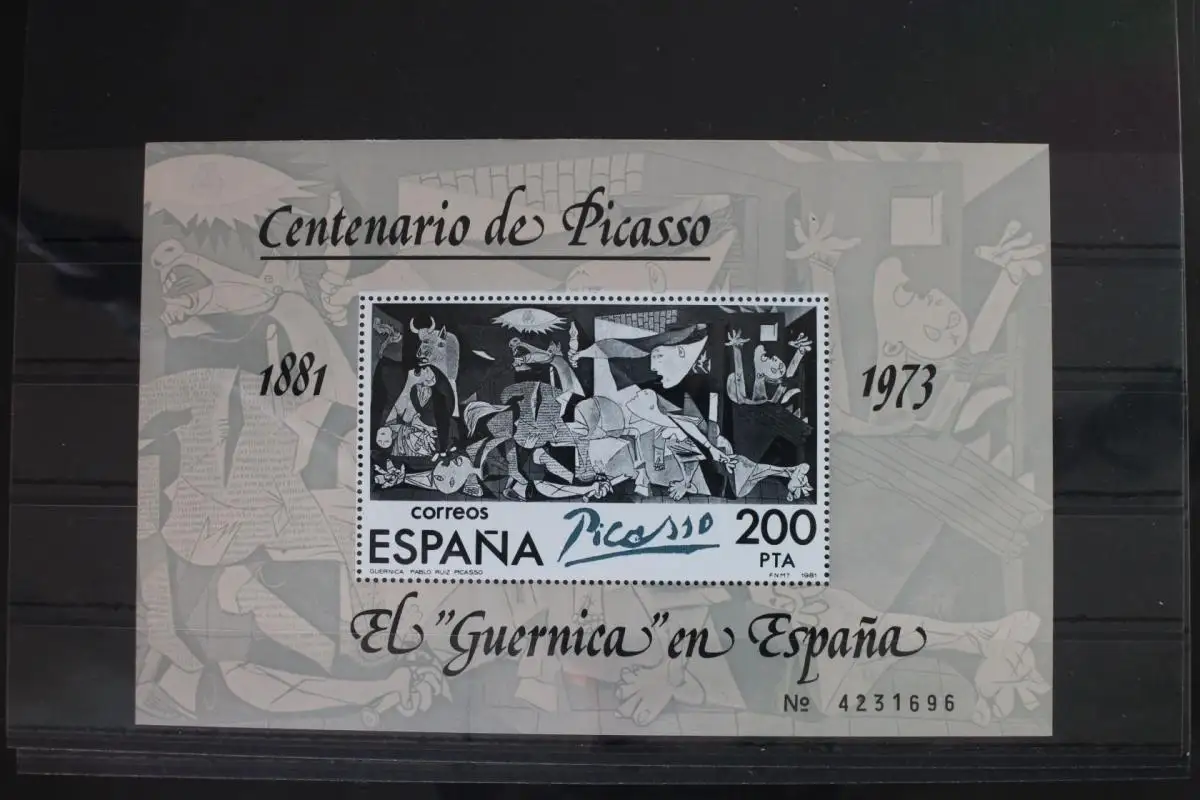 Centenario de Picasso
1881
1973
correos
ESPAÑA
Picasso
200
PTA
GUERNICA PABLO RUIZ PICASSO
F.N.M.T. 1981
El "Guernica" en España
Nº 4231696